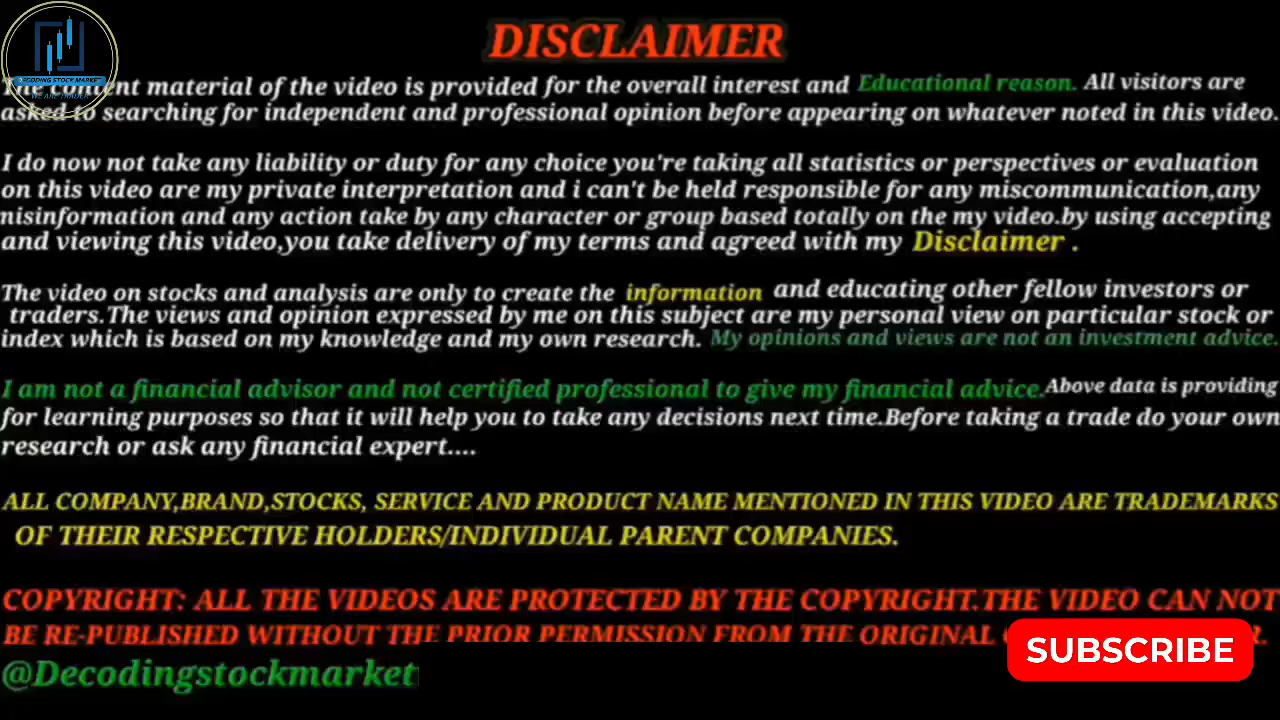 DISCLAIMER
DECODING STOCK MARKET
WE ARE TRADER
The content material of the video is provided for the overall interest and Educational reason. All visitors are
asked to searching for independent and professional opinion before appearing on whatever noted in this video.
I do now not take any liability or duty for any choice you're taking all statistics or perspectives or evaluation
on this video are my private interpretation and i can't be held responsible for any miscommunication,any
nisinformation and any action take by any character or group based totally on the my video.by using accepting
and viewing this video,you take delivery of my terms and agreed with my Disclaimer .
The video on stocks and analysis are only to create the information and educating other fellow investors or
traders.The views and opinion expressed by me on this subject are my personal view on particular stock or
index which is based on my knowledge and my own research. My opinions and views are not an investment advice.
I am not a financial advisor and not certified professional to give my financial advice.Above data is providing
for learning purposes so that it will help you to take any decisions next time.Before taking a trade do your own
research or ask any financial expert....
ALL COMPANY,BRAND,STOCKS, SERVICE AND PRODUCT NAME MENTIONED IN THIS VIDEO ARE TRADEMARKS
OF THEIR RESPECTIVE HOLDERS/INDIVIDUAL PARENT COMPANIES.
COPYRIGHT: ALL THE VIDEOS ARE PROTECTED BY THE COPYRIGHT.THE VIDEO CAN NOT
BE RE-PUBLISHED WITHOUT THE PRIOR PERMISSION FROM THE ORIGINAL
SUBSCRIBE
@Decodingstockmarket